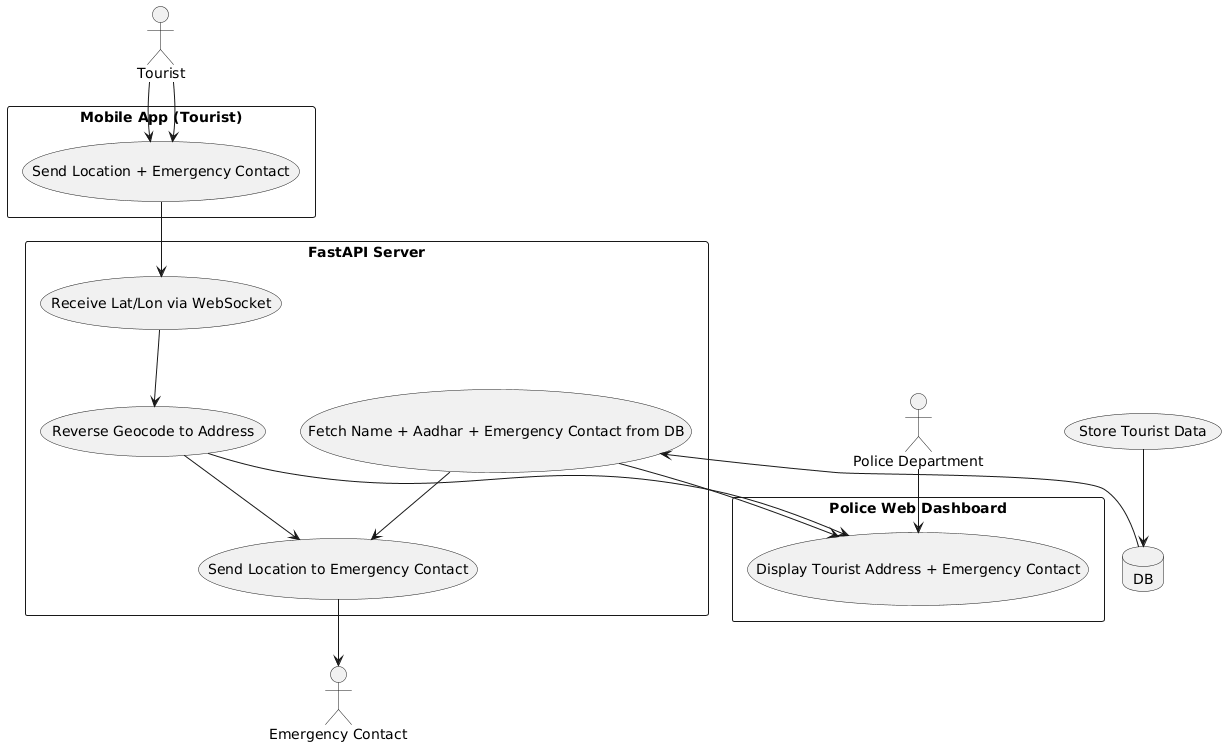 Tourist
Mobile App (Tourist)
Send Location + Emergency Contact
FastAPI Server
Receive Lat/Lon via WebSocket
Reverse Geocode to Address
Fetch Name + Aadhar + Emergency Contact from DB
Police Department
Store Tourist Data
Police Web Dashboard
Send Location to Emergency Contact
Display Tourist Address + Emergency Contact
DB
Emergency Contact